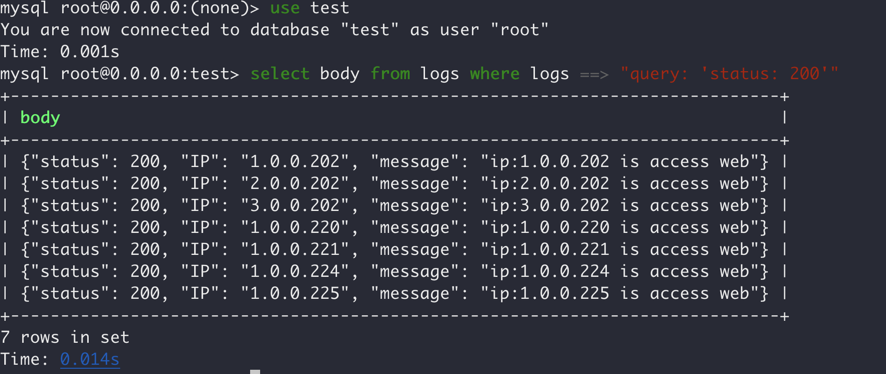 mysql root@0.0.0.0:(none)> use test
You are now connected to database "test" as user "root"
Time: 0.001s
mysql root@0.0.0.0:test> select body from logs where logs ==> "query: 'status: 200'"
+----------------------------------------------------------------------------+
| body                                                                       |
+----------------------------------------------------------------------------+
| {"status": 200, "IP": "1.0.0.202", "message": "ip:1.0.0.202 is access web"} |
| {"status": 200, "IP": "2.0.0.202", "message": "ip:2.0.0.202 is access web"} |
| {"status": 200, "IP": "3.0.0.202", "message": "ip:3.0.0.202 is access web"} |
| {"status": 200, "IP": "1.0.0.220", "message": "ip:1.0.0.220 is access web"} |
| {"status": 200, "IP": "1.0.0.221", "message": "ip:1.0.0.221 is access web"} |
| {"status": 200, "IP": "1.0.0.224", "message": "ip:1.0.0.224 is access web"} |
| {"status": 200, "IP": "1.0.0.225", "message": "ip:1.0.0.225 is access web"} |
+----------------------------------------------------------------------------+
7 rows in set
Time: 0.014s